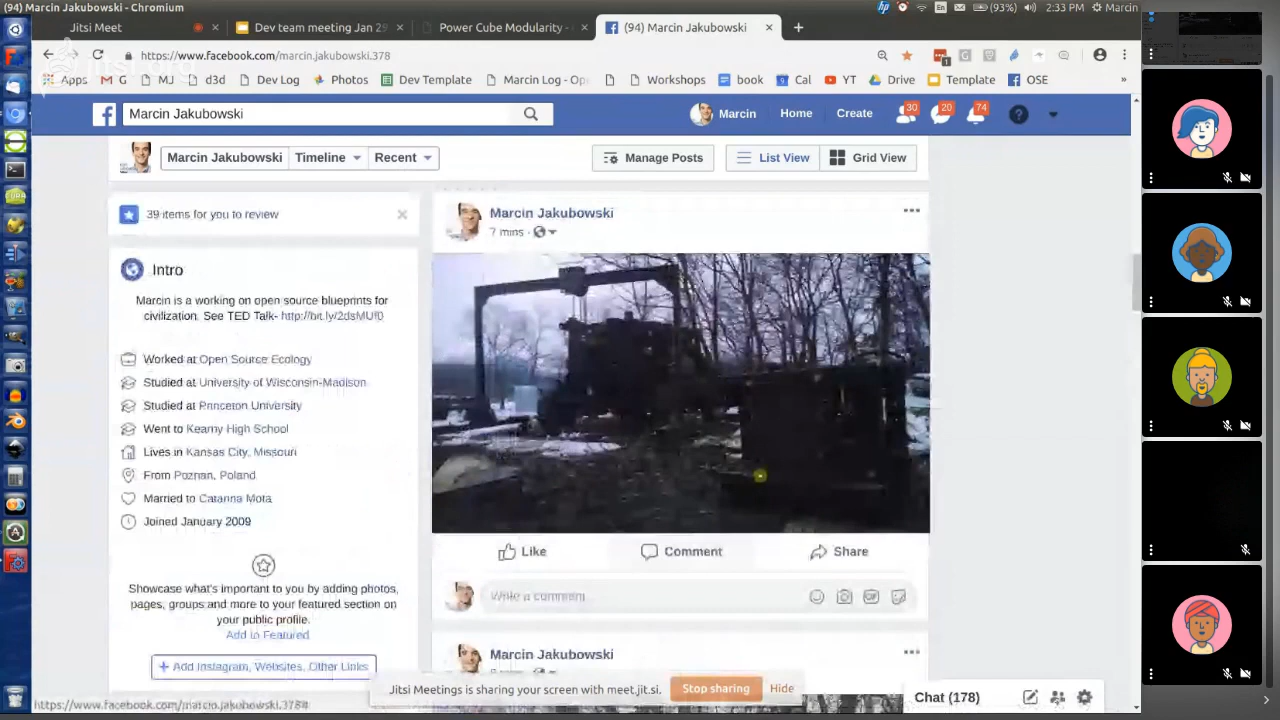 (94) Marcin Jakubowski - Chromium
En (93%) 2:33 PM Marcin
Jitsi Meet
Dev team meeting Jan 29
Power Cube Modularity -
(94) Marcin Jakubowski
https://www.facebook.com/marcin.jakubowski.378
Apps G MJ d3d Dev Log Photos Dev Template Marcin Log - Op Workshops book Cal YT Drive Template OSE »
Marcin Jakubowski
Marcin Home Create 30 20 74
Marcin Jakubowski Timeline Recent
Manage Posts List View Grid View
39 items for you to review
Marcin Jakubowski
7 mins ·
Intro
Marcin is a working on open source blueprints for
civilization. See TED Talk- http://bit.ly/2dsMUf0
Worked at Open Source Ecology
Studied at University of Wisconsin-Madison
Studied at Princeton University
Went to Kearny High School
Lives in Kansas City, Missouri
From Poznan, Poland
Married to Catarina Mota
Joined January 2009
Showcase what's important to you by adding photos,
pages, groups and more to your featured section on
your public profile.
Add to Featured
+ Add Instagram, Websites, Other Links
Like Comment Share
Write a comment...
Marcin Jakubowski
Jitsi Meetings is sharing your screen with meet.jit.si.
Stop sharing Hide
Chat (178)
https://www.facebook.com/marcin.jakubowski.378#